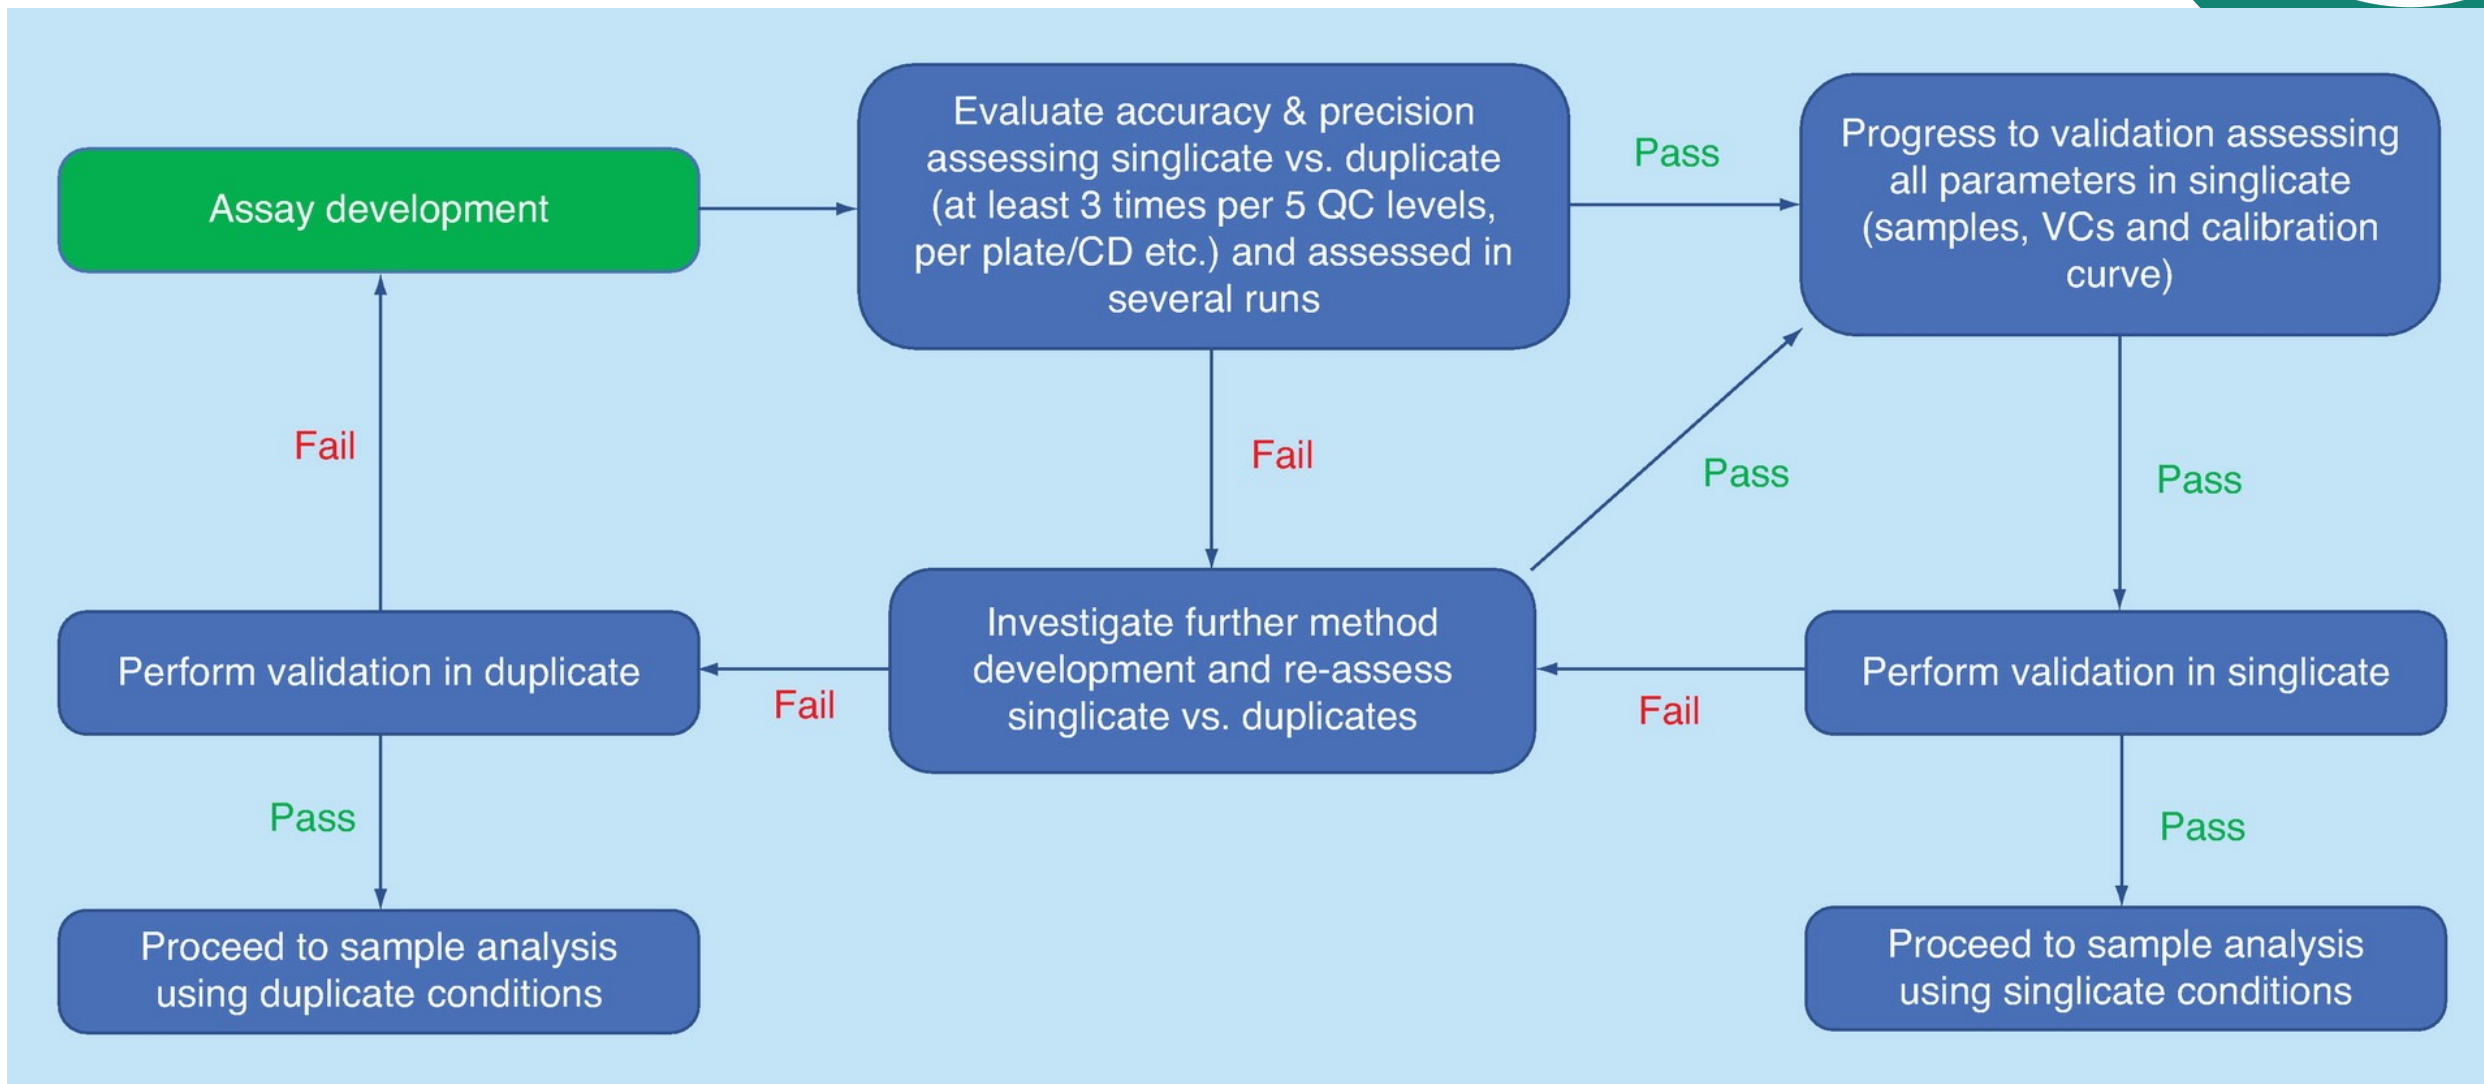 Assay development
Evaluate accuracy & precision
assessing singlicate vs. duplicate
(at least 3 times per 5 QC levels,
per plate/CD etc.) and assessed in
several runs
Pass
Progress to validation assessing
all parameters in singlicate
(samples, VCs and calibration
curve)
Fail
Fail
Pass
Pass
Perform validation in duplicate
Fail
Investigate further method
development and re-assess
singlicate vs. duplicates
Fail
Perform validation in singlicate
Pass
Pass
Proceed to sample analysis
using duplicate conditions
Proceed to sample analysis
using singlicate conditions